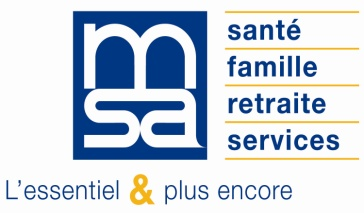 msa
santé
famille
retraite
services
L'essentiel & plus encore